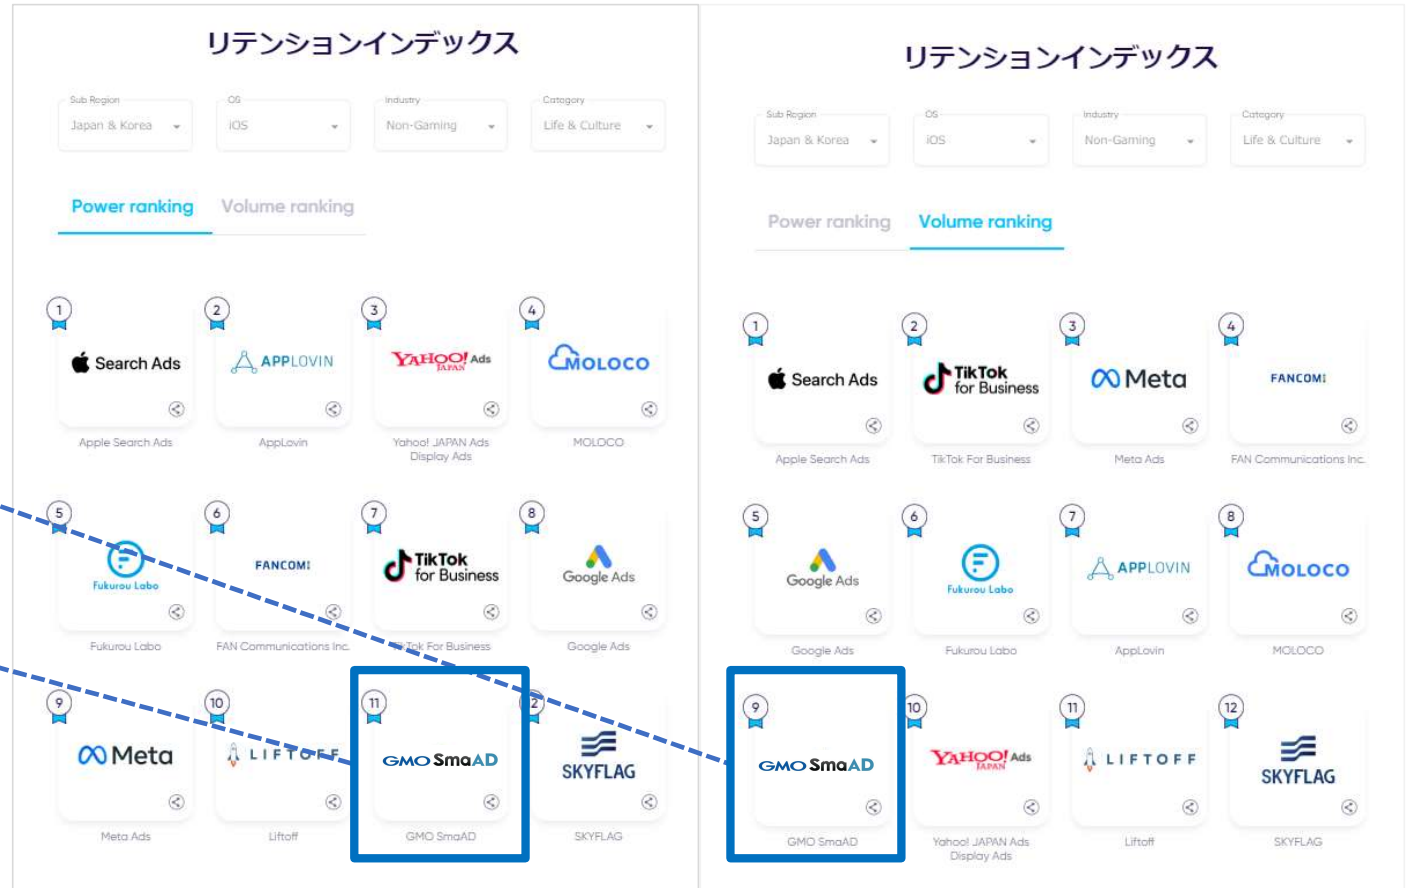 リテンションインデックス
Sub Region
OS
Industry
Category
Japan & Korea
iOS
Non-Gaming
Life & Culture
Power ranking
Volume ranking
1
2
3
4
Search Ads
APPLOVIN
YAHOO! Ads
JAPAN
MOLOCO
Apple Search Ads
AppLovin
Yahoo! JAPAN Ads
Display Ads
MOLOCO
5
6
7
8
Fukurou Labo
FANCOMI
TikTok
for Business
Google Ads
Fukurou Labo
FAN Communications Inc.
TikTok For Business
Google Ads
9
10
11
12
Meta
LIFTOFF
GMO SmaAD
SKYFLAG
Meta Ads
Liftoff
GMO SmaAD
SKYFLAG
リテンションインデックス
Sub Region
OS
Industry
Category
Japan & Korea
iOS
Non-Gaming
Life & Culture
Power ranking
Volume ranking
1
2
3
4
Search Ads
TikTok
for Business
Meta
FANCOMI
Apple Search Ads
TikTok For Business
Meta Ads
FAN Communications Inc.
5
6
7
8
Google Ads
Fukurou Labo
APPLOVIN
MOLOCO
Google Ads
Fukurou Labo
AppLovin
MOLOCO
9
10
11
12
GMO SmaAD
YAHOO! Ads
JAPAN
LIFTOFF
SKYFLAG
GMO SmaAD
Yahoo! JAPAN Ads
Display Ads
Liftoff
SKYFLAG